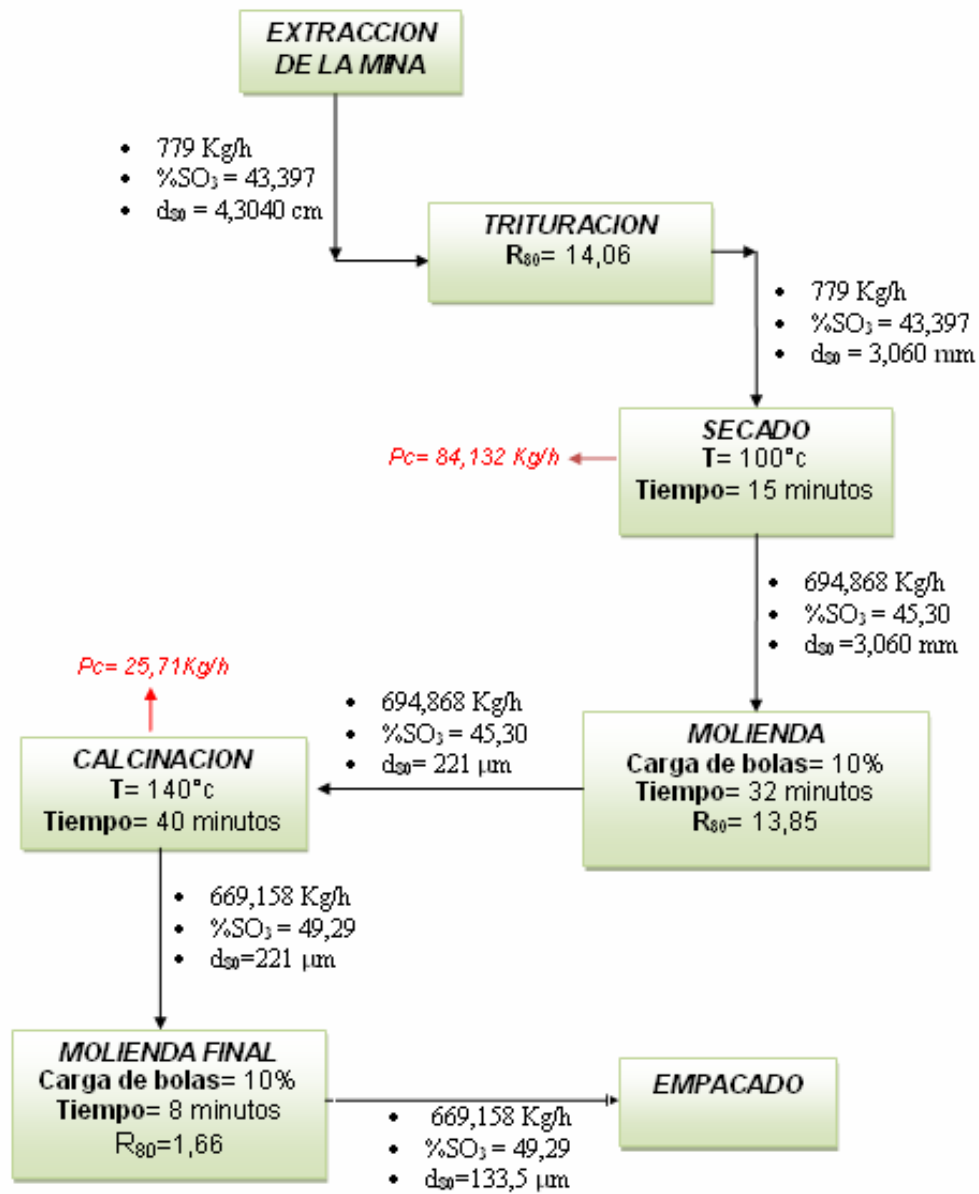 EXTRACCION
DE LA MINA
• 779 Kg/h
• %SO₃ = 43,397
• d₈₀ = 4,3040 cm
TRITURACION
R₈₀= 14,06
• 779 Kg/h
• %SO₃ = 43,397
• d₈₀ = 3,060 mm
SECADO
T= 100°c
Tiempo= 15 minutos
Pc= 84,132 Kg/h
• 694,868 Kg/h
• %SO₃ = 45,30
• d₈₀ =3,060 mm
MOLIENDA
Carga de bolas= 10%
Tiempo= 32 minutos
R₈₀= 13,85
• 694,868 Kg/h
• %SO₃ = 45,30
• d₈₀= 221 μm
Pc= 25,71Kg/h
CALCINACION
T= 140°c
Tiempo= 40 minutos
• 669,158 Kg/h
• %SO₃ = 49,29
• d₈₀=221 μm
MOLIENDA FINAL
Carga de bolas= 10%
Tiempo= 8 minutos
R₈₀=1,66
• 669,158 Kg/h
• %SO₃ = 49,29
• d₈₀=133,5 μm
EMPACADO